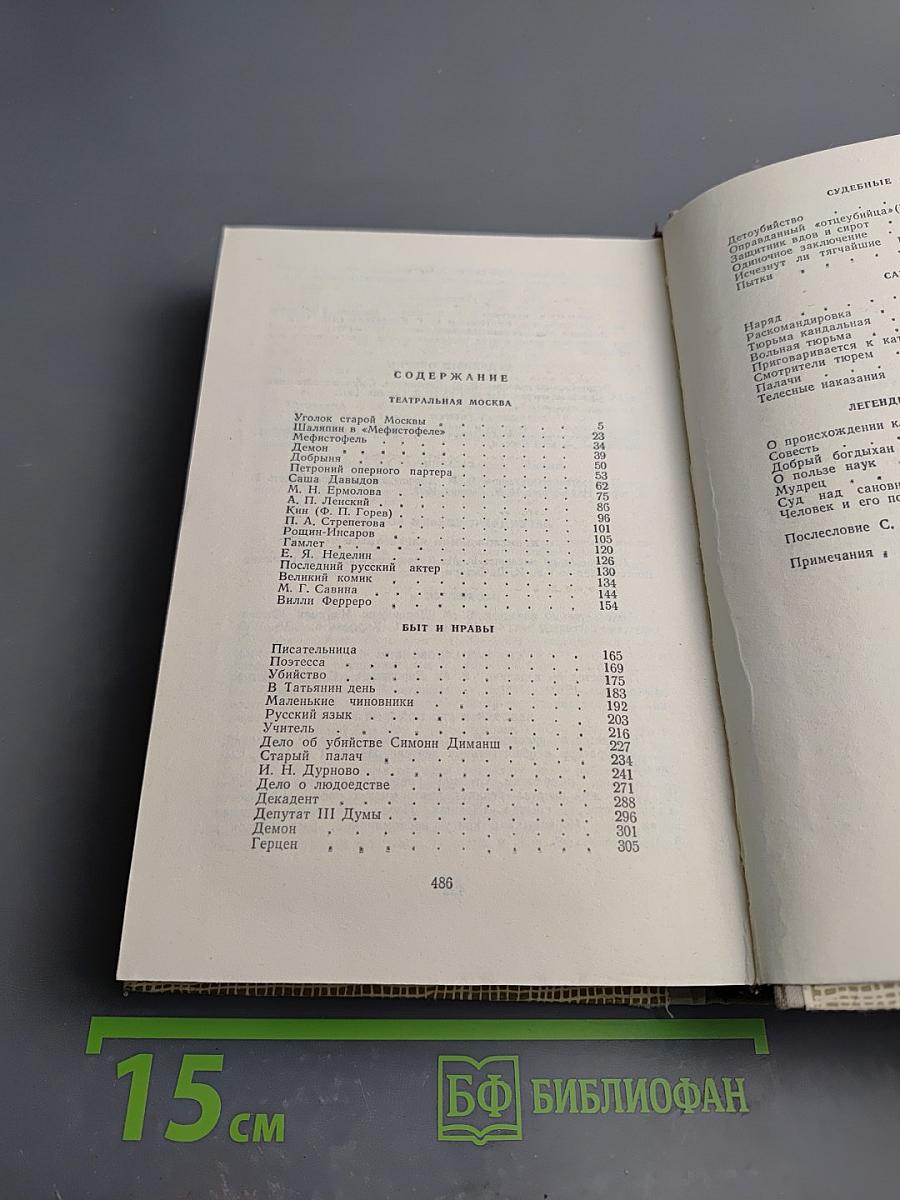 СОДЕРЖАНИЕ
ТЕАТРАЛЬНАЯ МОСКВА
Уголок старой Москвы . . . . . . . 5
Шаляпин в «Мефистофеле» . . . . . . . 23
Мефистофель . . . . . . . 34
Демон . . . . . . . 39
Добрыня . . . . . . . 50
Петроний оперного партера . . . . . . . 53
Саша Давыдов . . . . . . . 62
М. Н. Ермолова . . . . . . . 75
А. П. Ленский . . . . . . . 86
Кин (Ф. П. Горев) . . . . . . . 96
П. А. Стрепетова . . . . . . . 101
Рощин-Инсаров . . . . . . . 105
Гамлет . . . . . . . 120
Е. Я. Неделин . . . . . . . 126
Последний русский актер . . . . . . . 130
Великий комик . . . . . . . 134
М. Г. Савина . . . . . . . 144
Вилли Ферреро . . . . . . . 154
БЫТ И НРАВЫ
Писательница . . . . . . . 165
Поэтесса . . . . . . . 169
Убийство . . . . . . . 175
В Татьянин день . . . . . . . 183
Маленькие чиновники . . . . . . . 192
Русский язык . . . . . . . 203
Учитель . . . . . . . 216
Дело об убийстве Симонн Диманш . . . . . . . 227
Старый палач . . . . . . . 234
И. Н. Дурново . . . . . . . 241
Дело о людоедстве . . . . . . . 271
Декадент . . . . . . . 288
Депутат III Думы . . . . . . . 296
Демон . . . . . . . 301
Герцен . . . . . . . 305
486
СУДЕБНЫЕ
Детоубийство . . .
Оправданный «отцеубийца»
Защитник вдов и сирот .
Одиночное заключение .
Исчезнут ли тягчайшие
Пытки . . . .
СА
Наряд . . . .
Раскомандировка . .
Тюрьма кандальная .
Вольная тюрьма . .
Приговаривается к кат
Смотрители тюрем .
Палачи . . .
Телесные наказания
ЛЕГЕНД
О происхождении кл
Совесть . . .
Добрый богдыхан
О пользе наук .
Мудрец . . .
Суд над сановн
Человек и его по
Послесловие С.
Примечания .
15 см
БФ БИБЛИОФАН